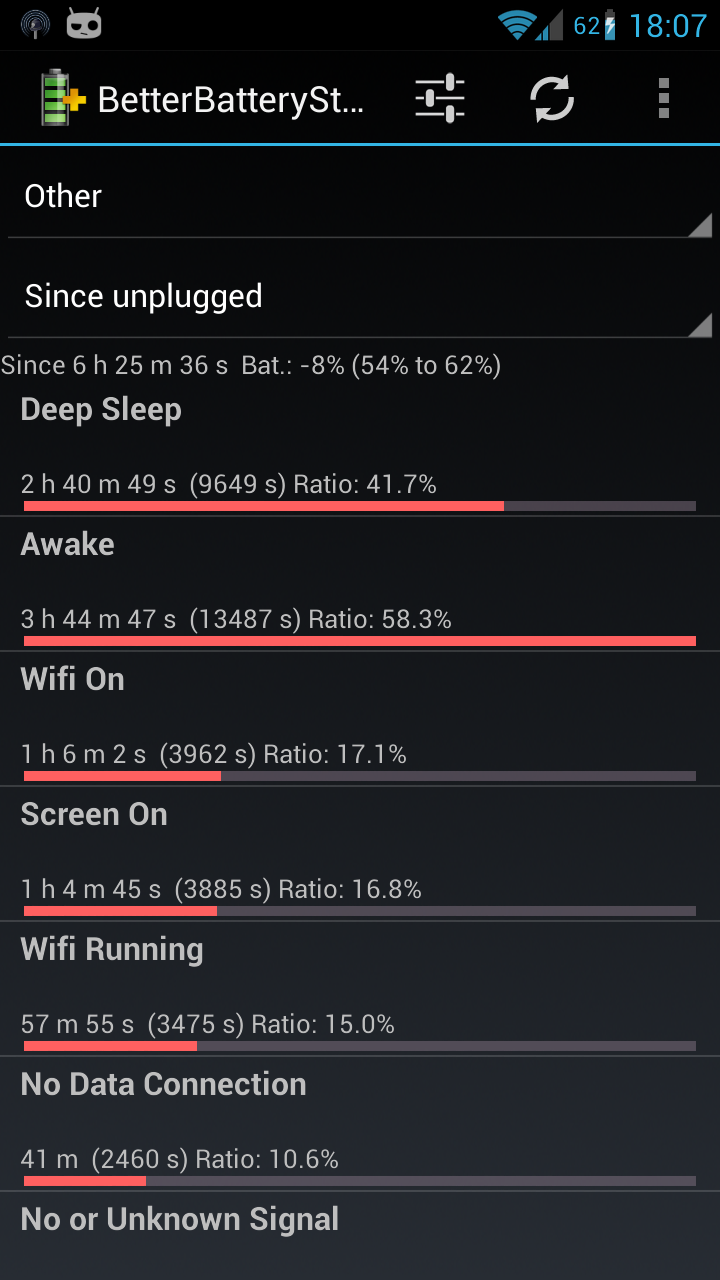 62 18:07
BetterBatterySt...
Other
Since unplugged
Since 6 h 25 m 36 s Bat.: -8% (54% to 62%)
Deep Sleep
2 h 40 m 49 s (9649 s) Ratio: 41.7%
Awake
3 h 44 m 47 s (13487 s) Ratio: 58.3%
Wifi On
1 h 6 m 2 s (3962 s) Ratio: 17.1%
Screen On
1 h 4 m 45 s (3885 s) Ratio: 16.8%
Wifi Running
57 m 55 s (3475 s) Ratio: 15.0%
No Data Connection
41 m (2460 s) Ratio: 10.6%
No or Unknown Signal